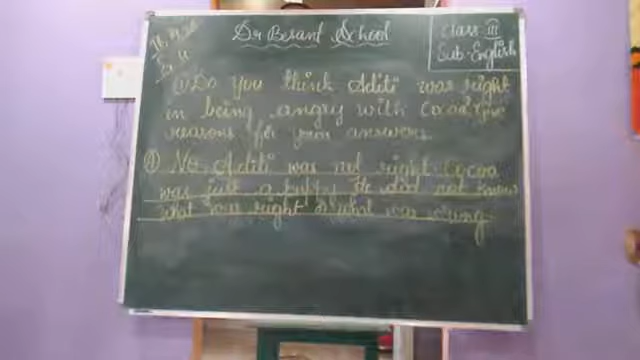 Dr Besant School
Class III
Sub-English
Do you think Aditi was right
in being angry with Cocoa Give
reasons for your answers.
No, Aditi was not right. Cocoa
was just a puppy. He did not know
what was right & what was wrong